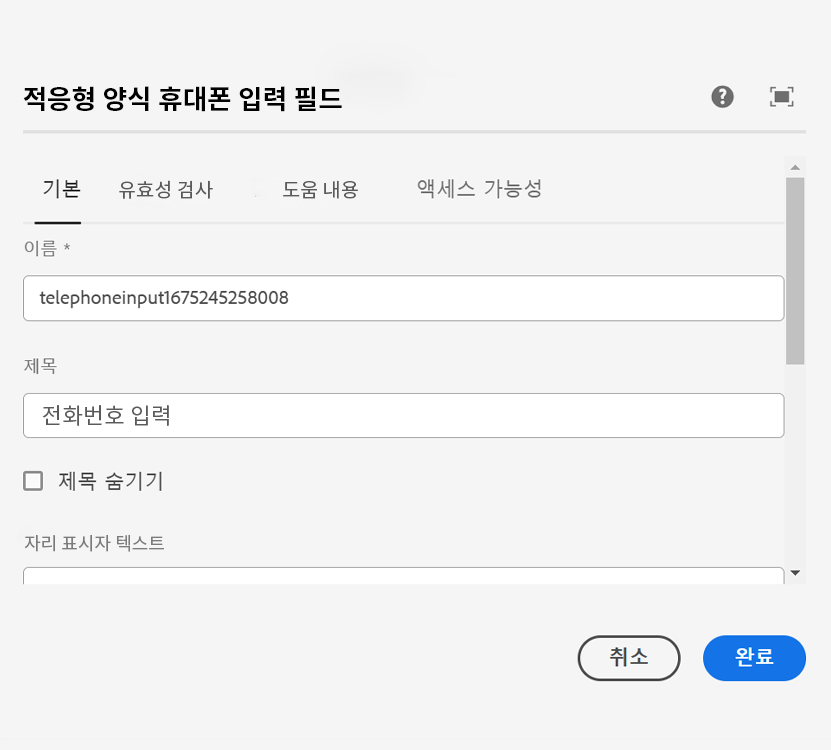 적응형 양식 휴대폰 입력 필드
기본 유효성 검사 도움 내용 액세스 가능성
이름 *
telephoneinput1675245258008
제목
전화번호 입력
제목 숨기기
자리 표시자 텍스트
취소 완료